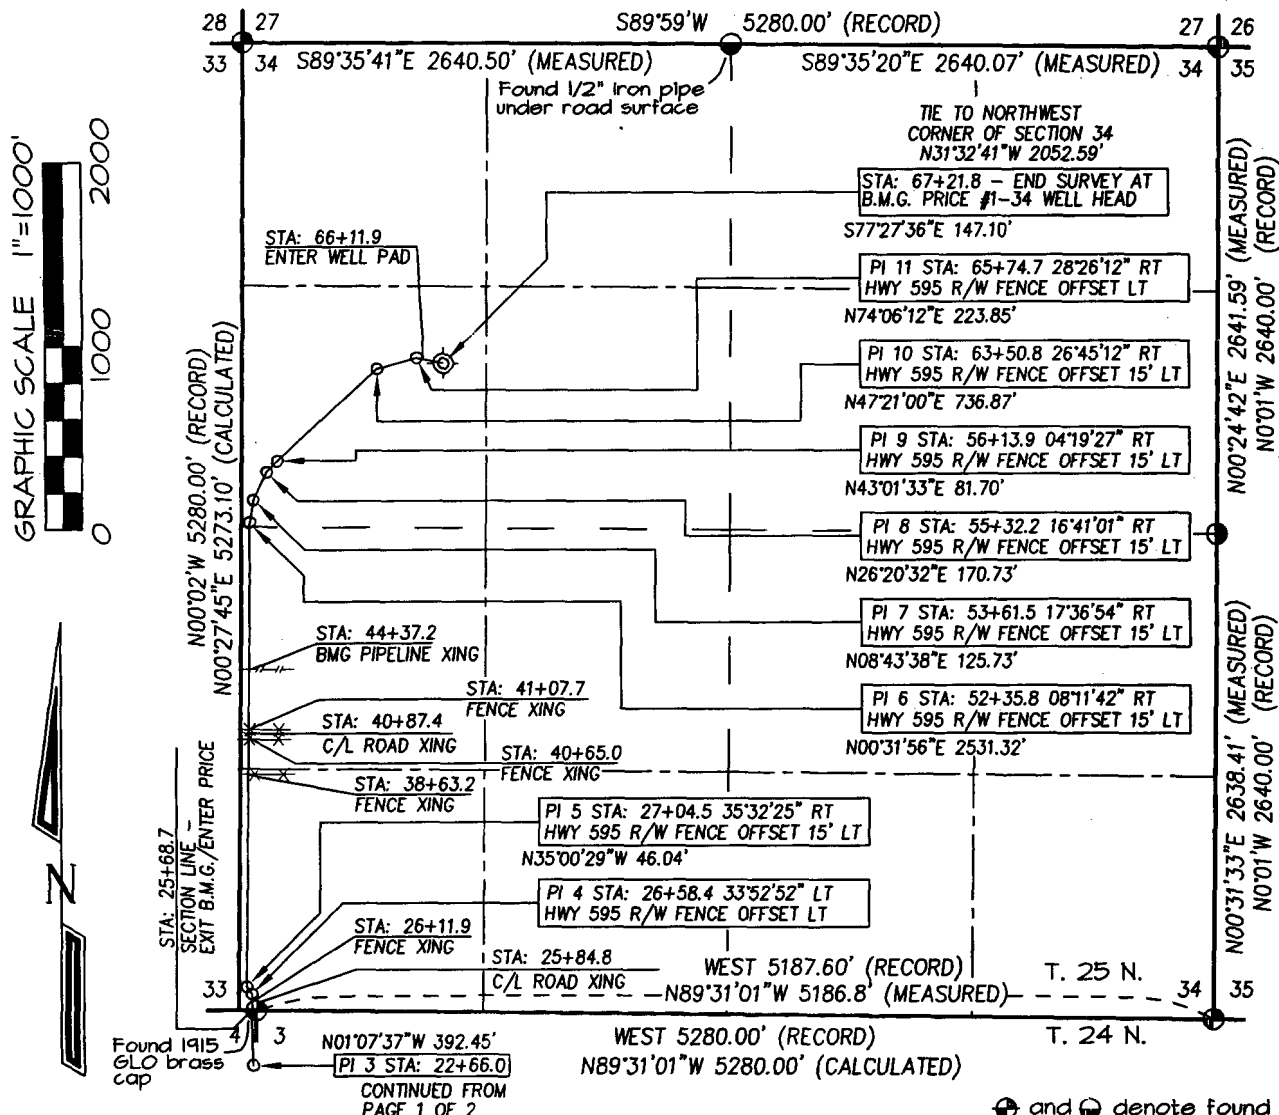 28 27
S89°59'W 5280.00' (RECORD)
27 26
33 34
S89°35'41"E 2640.50' (MEASURED)
S89°35'20"E 2640.07' (MEASURED)
34 35
Found 1/2" iron pipe
under road surface
TIE TO NORTHWEST
CORNER OF SECTION 34
N31°32'41"W 2052.59'
STA: 67+21.8 - END SURVEY AT
B.M.G. PRICE #1-34 WELL HEAD
S77°27'36"E 147.10'
STA: 66+11.9
ENTER WELL PAD
PI 11 STA: 65+74.7 28°26'12" RT
HWY 595 R/W FENCE OFFSET LT
N74°06'12"E 223.85'
PI 10 STA: 63+50.8 26°45'12" RT
HWY 595 R/W FENCE OFFSET 15' LT
N47°21'00"E 736.87'
PI 9 STA: 56+13.9 04°19'27" RT
HWY 595 R/W FENCE OFFSET 15' LT
N43°01'33"E 81.70'
PI 8 STA: 55+32.2 16°41'01" RT
HWY 595 R/W FENCE OFFSET 15' LT
N26°20'32"E 170.73'
PI 7 STA: 53+61.5 17°36'54" RT
HWY 595 R/W FENCE OFFSET 15' LT
N08°43'38"E 125.73'
PI 6 STA: 52+35.8 08°11'42" RT
HWY 595 R/W FENCE OFFSET 15' LT
N00°31'56"E 2531.32'
GRAPHIC SCALE 1"=1000'
2000
1000
0
N00°02'W 5280.00' (RECORD)
N00°27'45"E 5273.10' (CALCULATED)
N00°24'42"E 2641.59' (MEASURED)
N0°01'W 2640.00' (RECORD)
N00°31'33"E 2638.41' (MEASURED)
N0°01'W 2640.00' (RECORD)
STA: 44+37.2
BMG PIPELINE XING
STA: 41+07.7
FENCE XING
STA: 40+87.4
C/L ROAD XING
STA: 40+65.0
FENCE XING
STA: 38+63.2
FENCE XING
PI 5 STA: 27+04.5 35°32'25" RT
HWY 595 R/W FENCE OFFSET 15' LT
N35°00'29"W 46.04'
PI 4 STA: 26+58.4 33°52'52" LT
HWY 595 R/W FENCE OFFSET LT
STA: 26+11.9
FENCE XING
STA: 25+84.8
C/L ROAD XING
STA: 25+68.7
SECTION LINE -
EXIT B.M.G./ENTER PRICE
N
WEST 5187.60' (RECORD)
T. 25 N.
33
N89°31'01"W 5186.8' (MEASURED)
34 35
4 3
WEST 5280.00' (RECORD)
T. 24 N.
Found 1915
GLO brass
cap
N01°07'37"W 392.45'
N89°31'01"W 5280.00' (CALCULATED)
PI 3 STA: 22+66.0
CONTINUED FROM
PAGE 1 OF 2
and denote found